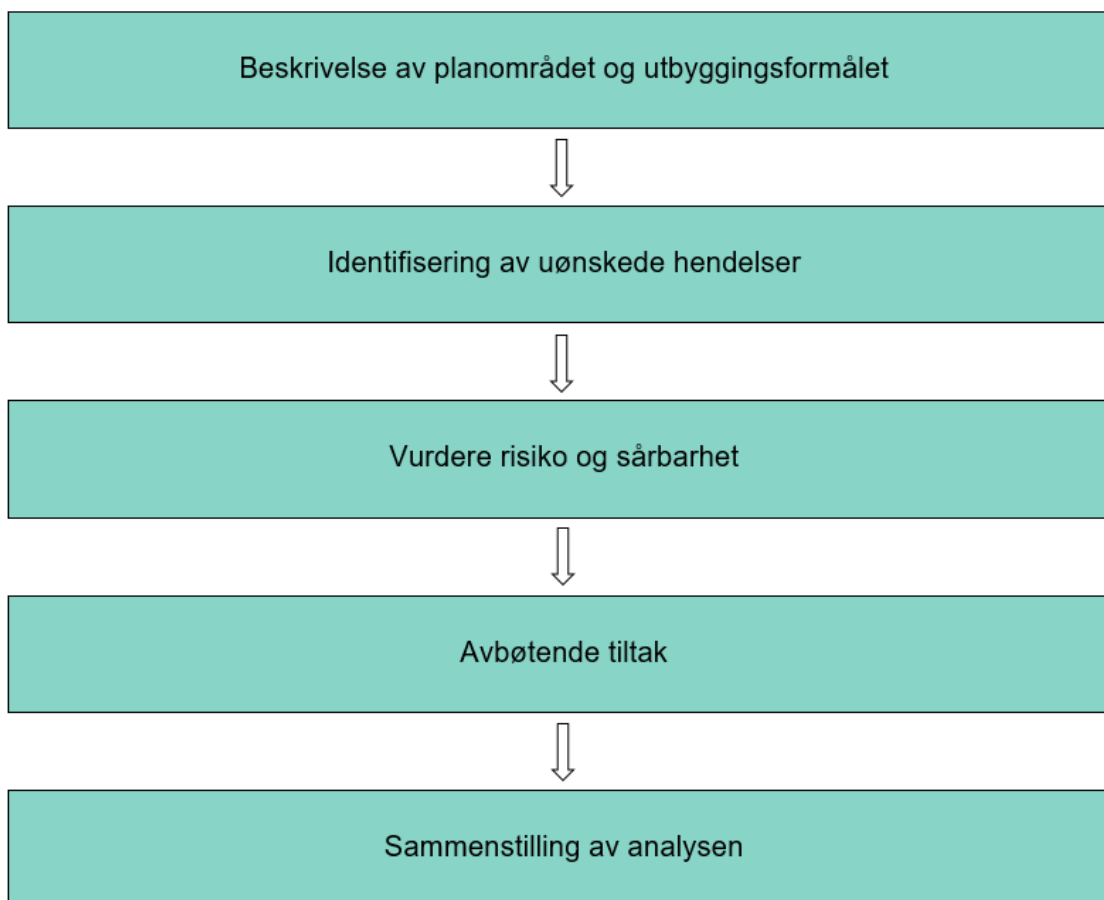 Beskrivelse av planområdet og utbyggingsformålet
Identifisering av uønskede hendelser
Vurdere risiko og sårbarhet
Avbøtende tiltak
Sammenstilling av analysen